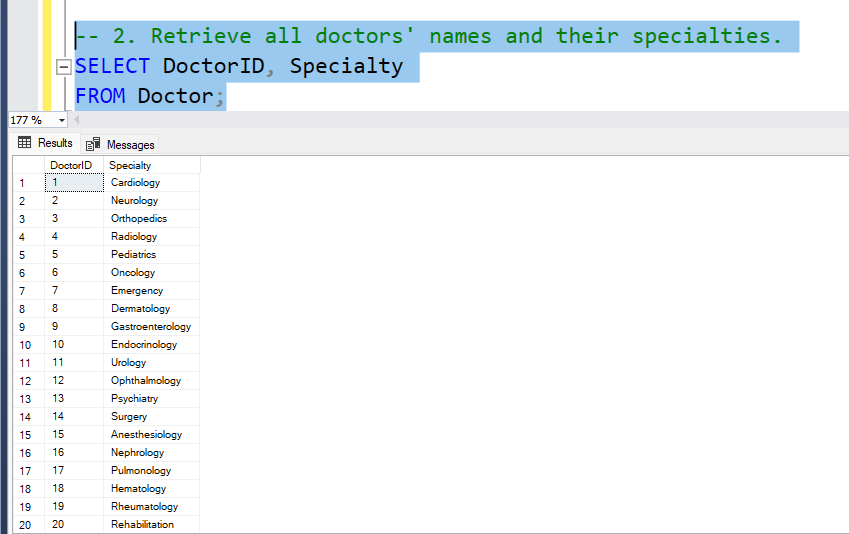 -- 2. Retrieve all doctors' names and their specialties.
SELECT DoctorID, Specialty
FROM Doctor;
177 %
Results Messages
DoctorID Specialty
1 1 Cardiology
2 2 Neurology
3 3 Orthopedics
4 4 Radiology
5 5 Pediatrics
6 6 Oncology
7 7 Emergency
8 8 Dermatology
9 9 Gastroenterology
10 10 Endocrinology
11 11 Urology
12 12 Ophthalmology
13 13 Psychiatry
14 14 Surgery
15 15 Anesthesiology
16 16 Nephrology
17 17 Pulmonology
18 18 Hematology
19 19 Rheumatology
20 20 Rehabilitation